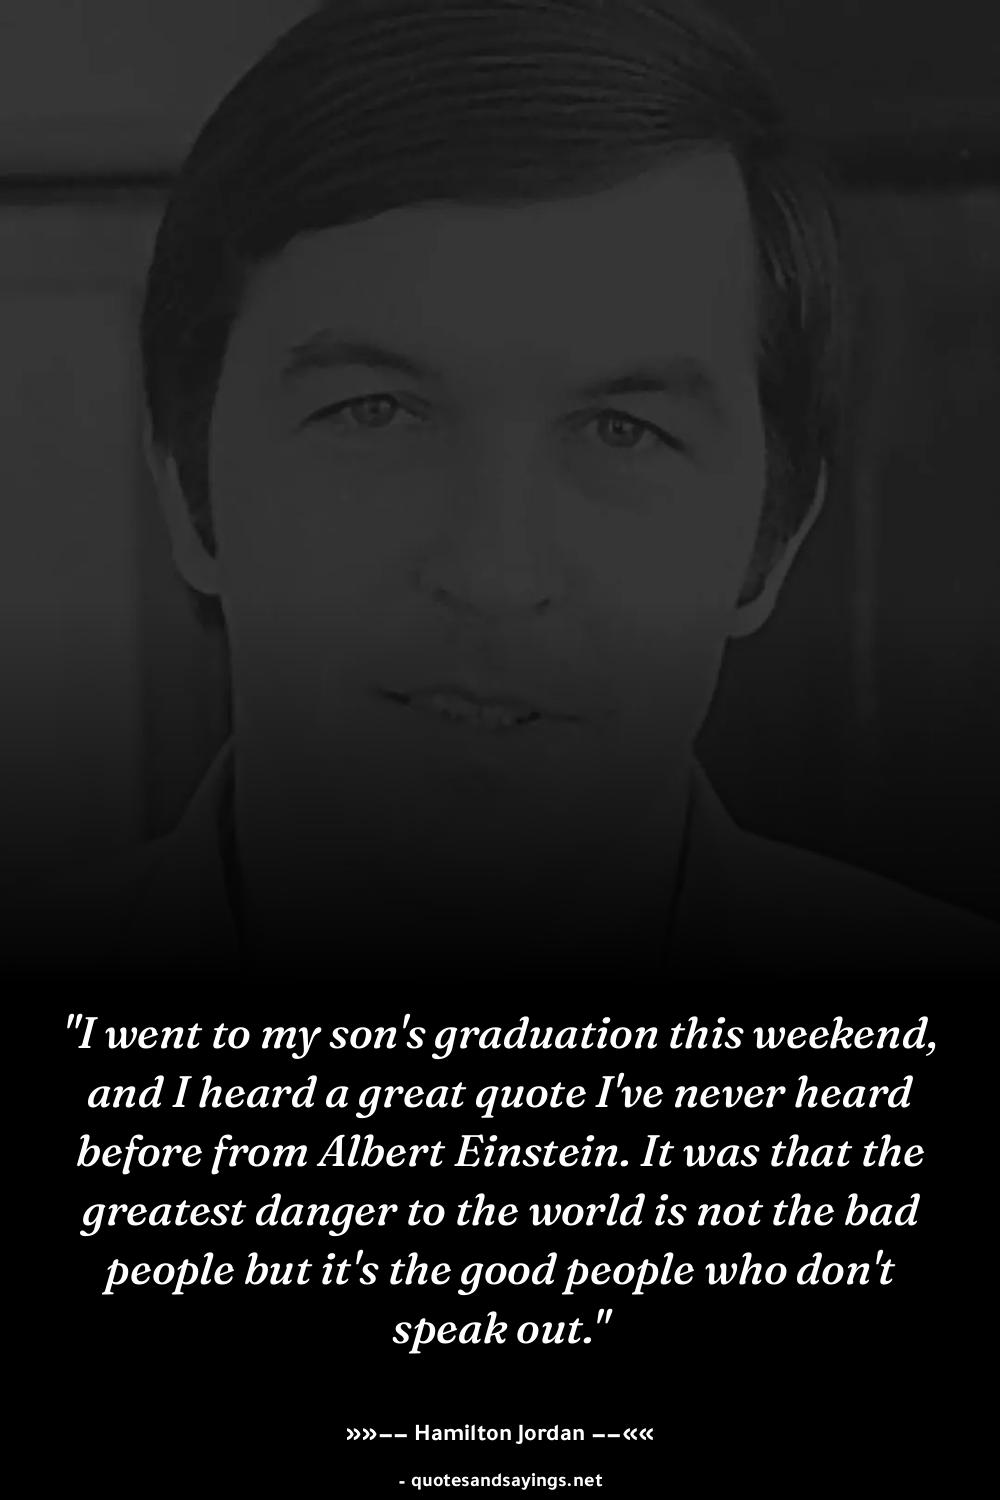 "I went to my son's graduation this weekend,
and I heard a great quote I've never heard
before from Albert Einstein. It was that the
greatest danger to the world is not the bad
people but it's the good people who don't
speak out."
»»−− Hamilton Jordan −−««
- quotesandsayings.net